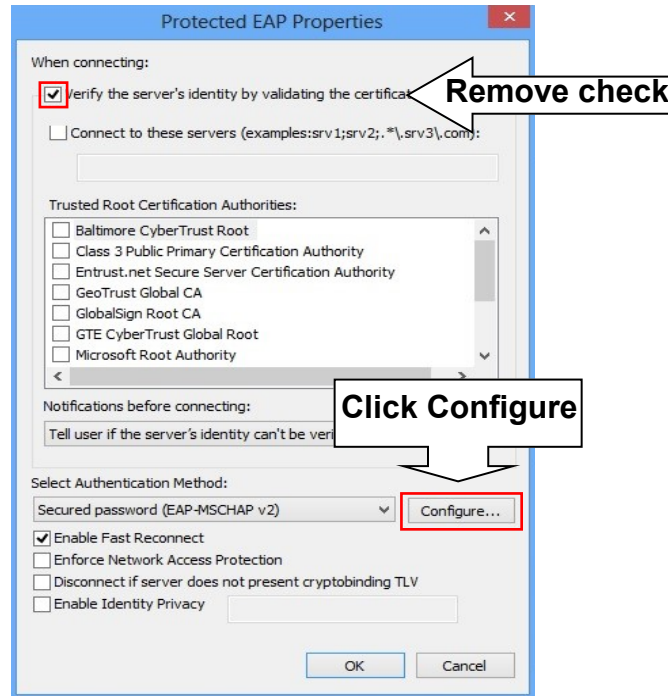 Protected EAP Properties
When connecting:
Verify the server's identity by validating the
Remove check
Connect to these servers (examples:srv1;srv2;.*\.srv3\.com):
Trusted Root Certification Authorities:
Baltimore CyberTrust Root
Class 3 Public Primary Certification Authority
Entrust.net Secure Server Certification Authority
GeoTrust Global CA
GlobalSign Root CA
GTE CyberTrust Global Root
Microsoft Root Authority
Notifications before connecting:
Click Configure
Tell user if the server's identity can't be
Select Authentication Method:
Secured password (EAP-MSCHAP v2)
Configure...
Enable Fast Reconnect
Enforce Network Access Protection
Disconnect if server does not present cryptobinding TLV
Enable Identity Privacy
OK
Cancel